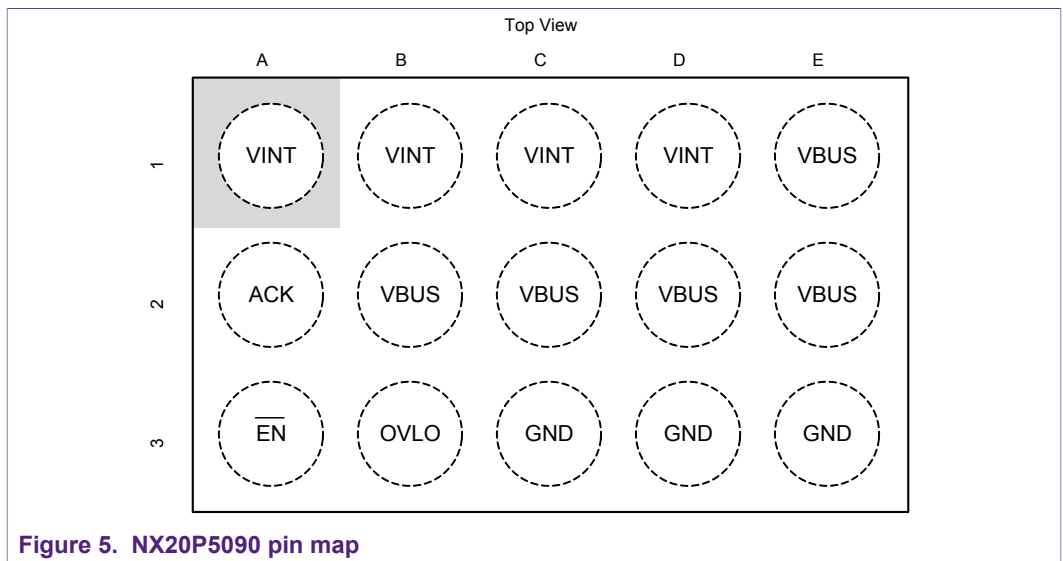 Top View
A B C D E
1 VINT VINT VINT VINT VBUS
2 ACK VBUS VBUS VBUS VBUS
3 E̅N̅ OVLO GND GND GND
Figure 5. NX20P5090 pin map